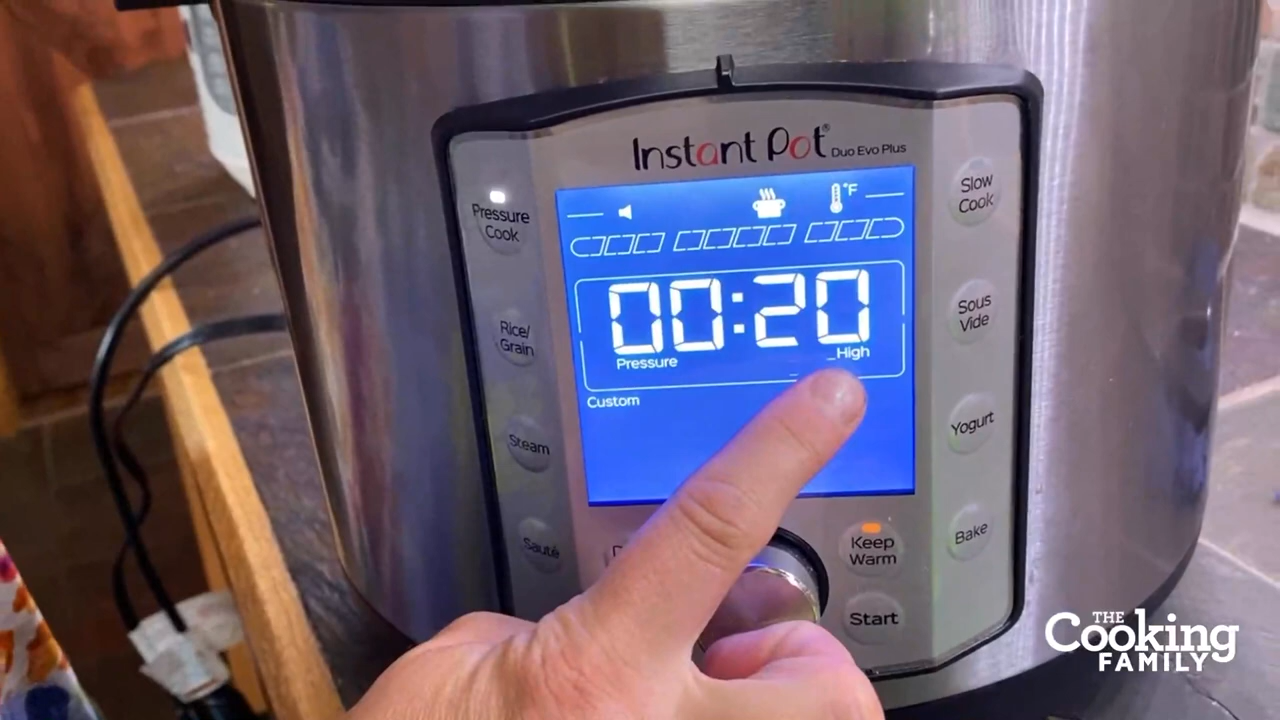 Instant Pot® Duo Evo Plus
Pressure
Cook
°F
Slow
Cook
00:20
Pressure
High
Custom
Rice/
Grain
Sous
Vide
Steam
Yogurt
Sauté
Keep
Warm
Bake
Start
THE
Cooking
FAMILY